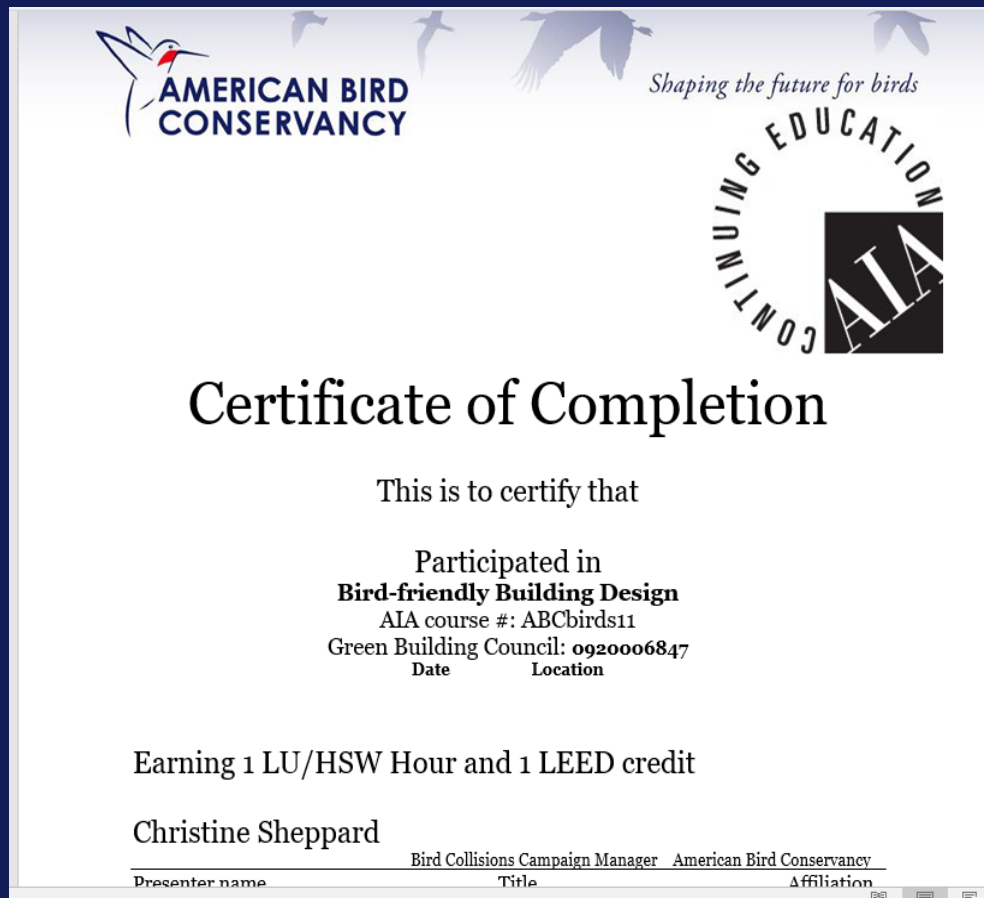 AMERICAN BIRD
CONSERVANCY
Shaping the future for birds
CONTINUING EDUCATION
AIA
Certificate of Completion
This is to certify that
Participated in
Bird-friendly Building Design
AIA course #: ABCbirds11
Green Building Council: 0920006847
Date Location
Earning 1 LU/HSW Hour and 1 LEED credit
Christine Sheppard
Bird Collisions Campaign Manager American Bird Conservancy
Presenter name Title Affiliation